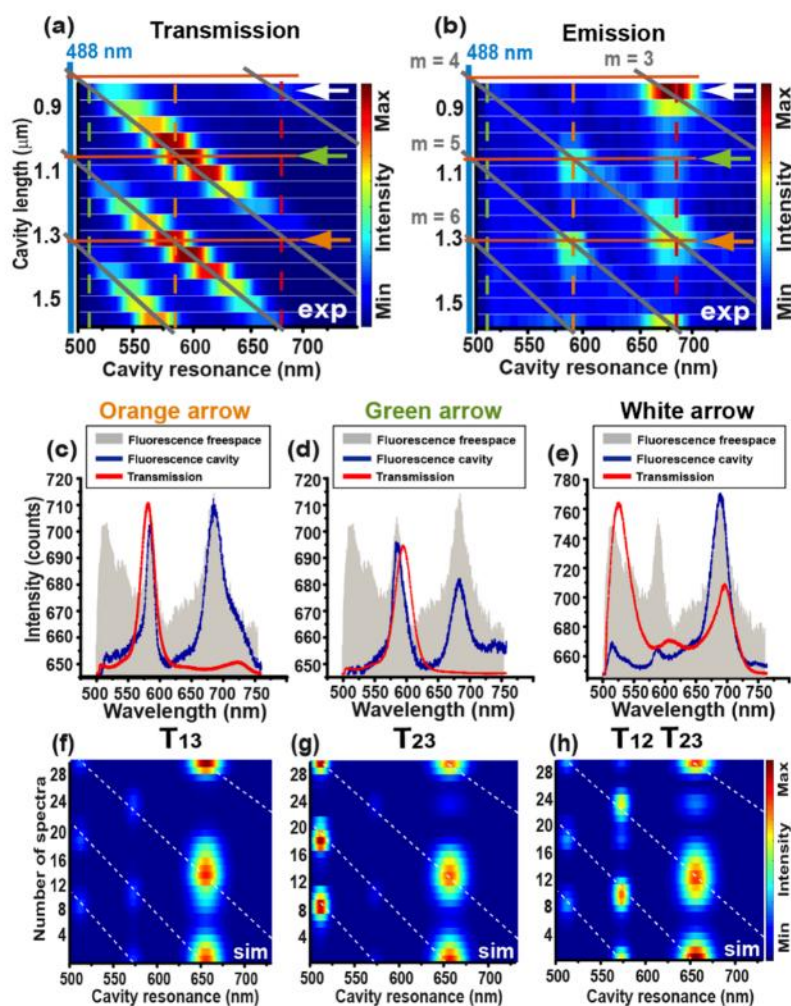 (a) Transmission
488 nm
0.9
1.1
1.3
1.5
Cavity length (μm)
exp
500 550 600 650 700
Cavity resonance (nm)
Max
Intensity
Min
(b) Emission
m = 4 488 nm m = 3
0.9
m = 5
1.1
m = 6
1.3
1.5
exp
500 550 600 650 700
Cavity resonance (nm)
Max
Intensity
Min
Orange arrow
(c)
Fluorescence freespace
Fluorescence cavity
Transmission
720
710
700
690
680
670
660
650
Intensity (counts)
500 550 600 650 700 750
Wavelength (nm)
Green arrow
(d)
Fluorescence freespace
Fluorescence cavity
Transmission
720
710
700
690
680
670
660
650
500 550 600 650 700 750
Wavelength (nm)
White arrow
(e)
Fluorescence freespace
Fluorescence cavity
Transmission
780
760
740
720
700
680
660
500 550 600 650 700 750
Wavelength (nm)
(f) T13
28
24
20
16
12
8
4
Number of spectra
sim
500 550 600 650 700
Cavity resonance (nm)
(g) T23
28
24
20
16
12
8
4
sim
500 550 600 650 700
Cavity resonance (nm)
(h) T12 T23
28
24
20
16
12
8
4
sim
500 550 600 650 700
Cavity resonance (nm)
Max
Intensity
Min